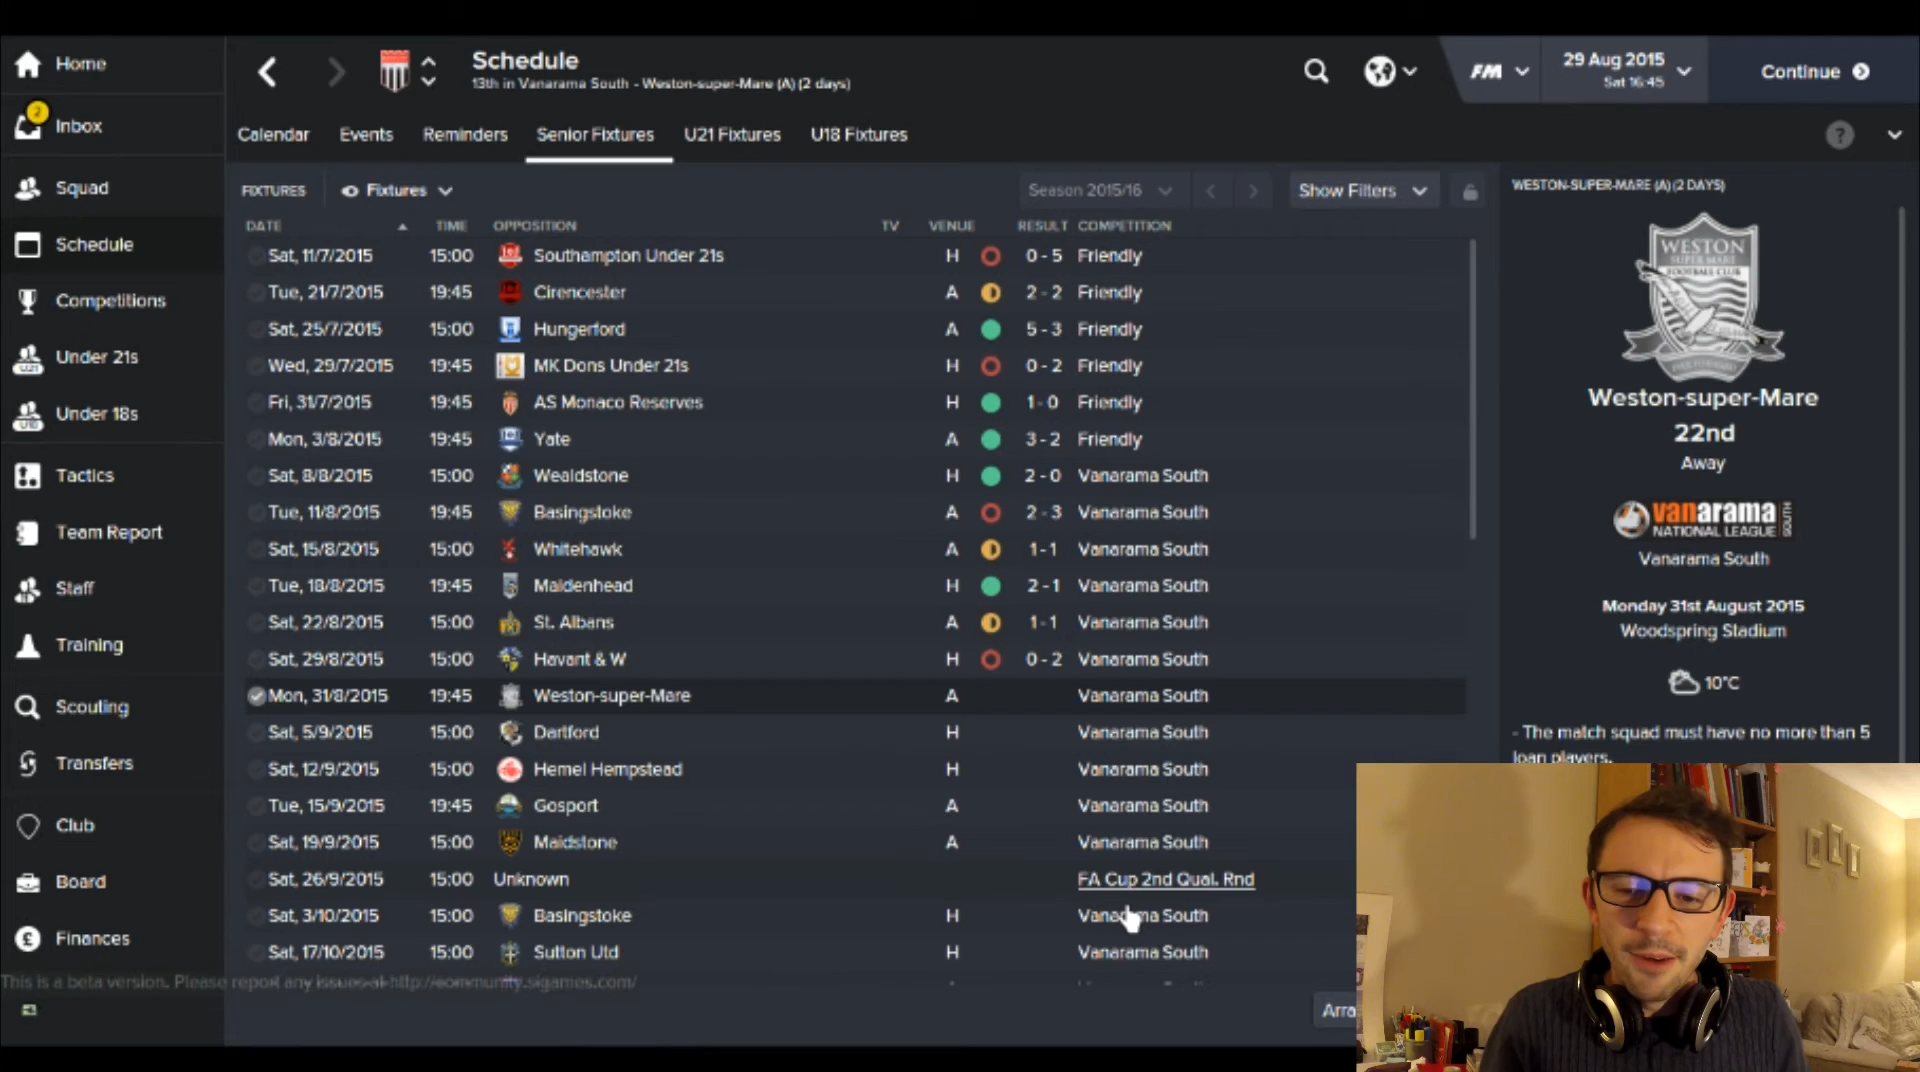 Home
2
Inbox
Squad
Schedule
Competitions
Under 21s
Under 18s
Tactics
Team Report
Staff
Training
Scouting
Transfers
Club
Board
Finances
Schedule
13th in Vanarama South - Weston-super-Mare (A) (2 days)
FM
29 Aug 2015
Sat 16:45
Continue
Calendar Events Reminders Senior Fixtures U21 Fixtures U18 Fixtures
?
FIXTURES Fixtures Season 2015/16 Show Filters
DATE TIME OPPOSITION TV VENUE RESULT COMPETITION
Sat, 11/7/2015 15:00 Southampton Under 21s H 0 - 5 Friendly
Tue, 21/7/2015 19:45 Cirencester A 2 - 2 Friendly
Sat, 25/7/2015 15:00 Hungerford A 5 - 3 Friendly
Wed, 29/7/2015 19:45 MK Dons Under 21s H 0 - 2 Friendly
Fri, 31/7/2015 19:45 AS Monaco Reserves H 1 - 0 Friendly
Mon, 3/8/2015 19:45 Yate A 3 - 2 Friendly
Sat, 8/8/2015 15:00 Wealdstone H 2 - 0 Vanarama South
Tue, 11/8/2015 19:45 Basingstoke A 2 - 3 Vanarama South
Sat, 15/8/2015 15:00 Whitehawk A 1 - 1 Vanarama South
Tue, 18/8/2015 19:45 Maidenhead H 2 - 1 Vanarama South
Sat, 22/8/2015 15:00 St. Albans A 1 - 1 Vanarama South
Sat, 29/8/2015 15:00 Havant & W H 0 - 2 Vanarama South
Mon, 31/8/2015 19:45 Weston-super-Mare A Vanarama South
Sat, 5/9/2015 15:00 Dartford H Vanarama South
Sat, 12/9/2015 15:00 Hemel Hempstead H Vanarama South
Tue, 15/9/2015 19:45 Gosport A Vanarama South
Sat, 19/9/2015 15:00 Maidstone A Vanarama South
Sat, 26/9/2015 15:00 Unknown FA Cup 2nd Qual. Rnd
Sat, 3/10/2015 15:00 Basingstoke H Vanarama South
Sat, 17/10/2015 15:00 Sutton Utd H Vanarama South
This is a beta version. Please report any issues at http://community.sigames.com/
Arra
WESTON-SUPER-MARE (A) (2 DAYS)
WESTON
SUPER MARE
FOOTBALL CLUB
Weston-super-Mare
22nd
Away
vanarama
NATIONAL LEAGUE
SOUTH
Vanarama South
Monday 31st August 2015
Woodspring Stadium
10°C
- The match squad must have no more than 5
loan players.